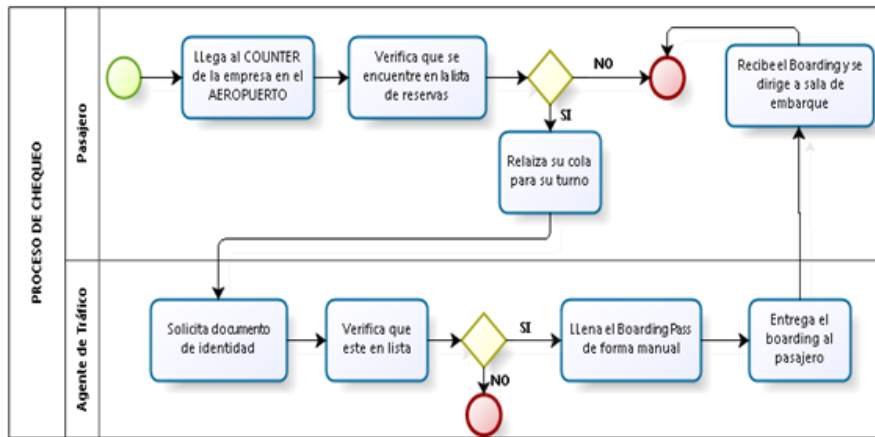 PROCESO DE CHEQUEO
Pasajero
LLega al COUNTER
de la empresa en el
AEROPUERTO
Verifica que se
encuentre en la lista
de reservas
NO
SI
Recibe el Boarding y se
dirige a sala de
embarque
Relaiza su cola
para su turno
Agente de Tráfico
Solicita documento
de identidad
Verifica que
este en lista
SI
NO
LLena el Boarding Pass
de forma manual
Entrega el
boarding al
pasajero